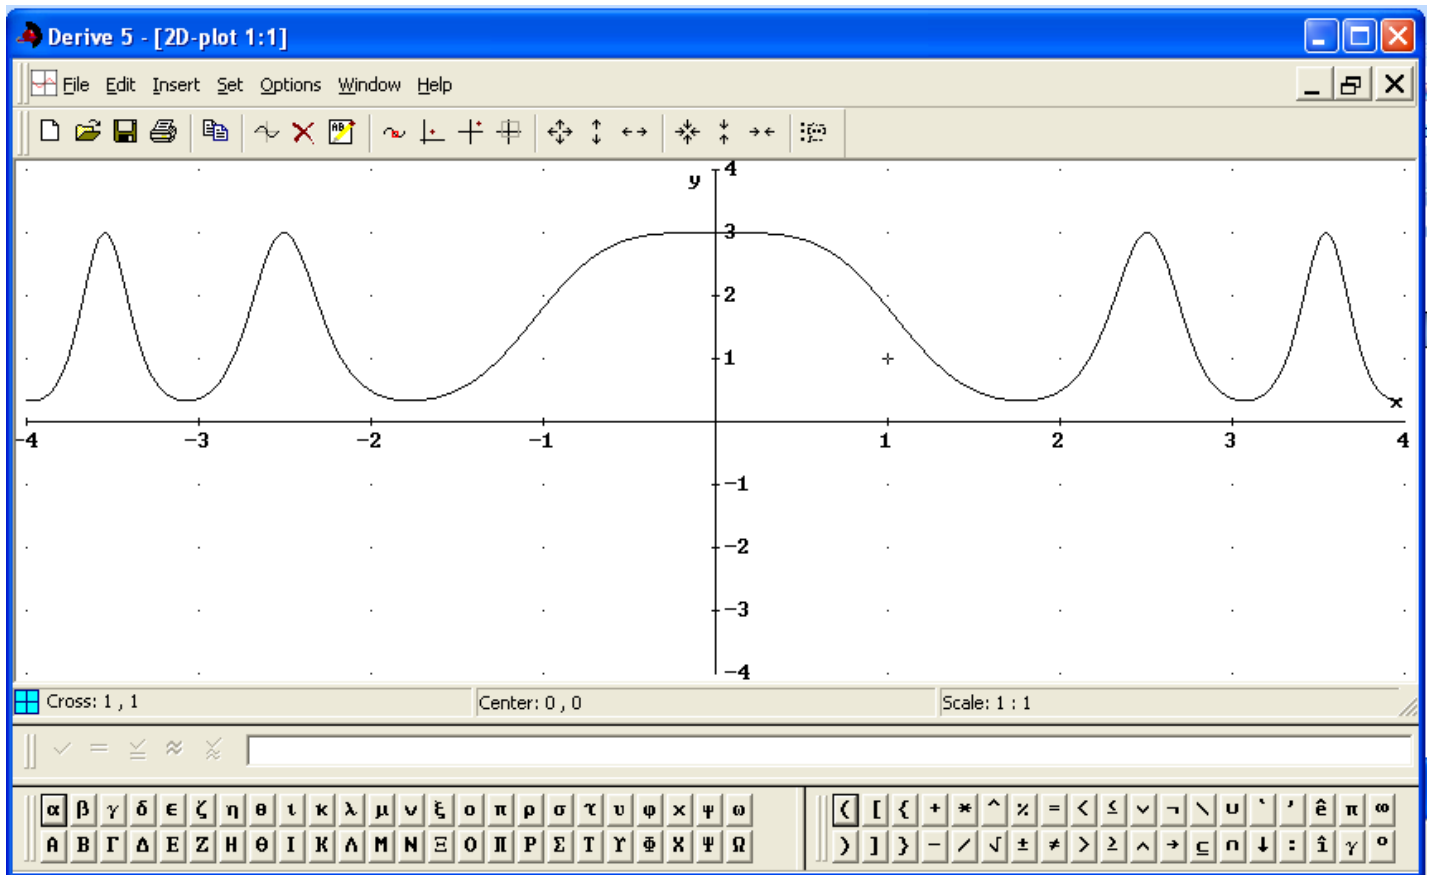 Derive 5 - [2D-plot 1:1]
File Edit Insert Set Options Window Help
y
4
3
2
1
-4 -3 -2 -1 1 2 3 4
-1
-2
-3
-4
Cross: 1 , 1 Center: 0 , 0 Scale: 1 : 1
✓ = ≈
α β γ δ ε ζ η θ ι κ λ μ ν ξ ο π ρ σ τ υ φ χ ψ ω ( [ { + * ^ % = < ≤ ∨ ¬ \ ∪ ` ' ê π ∞
Α Β Γ Δ Ε Ζ Η Θ Ι Κ Λ Μ Ν Ξ Ο Π Ρ Σ Τ Υ Φ Χ Ψ Ω ) ] } - / √ ± ≠ > ≥ ∧ → ⊆ ∩ ↓ : î γ °